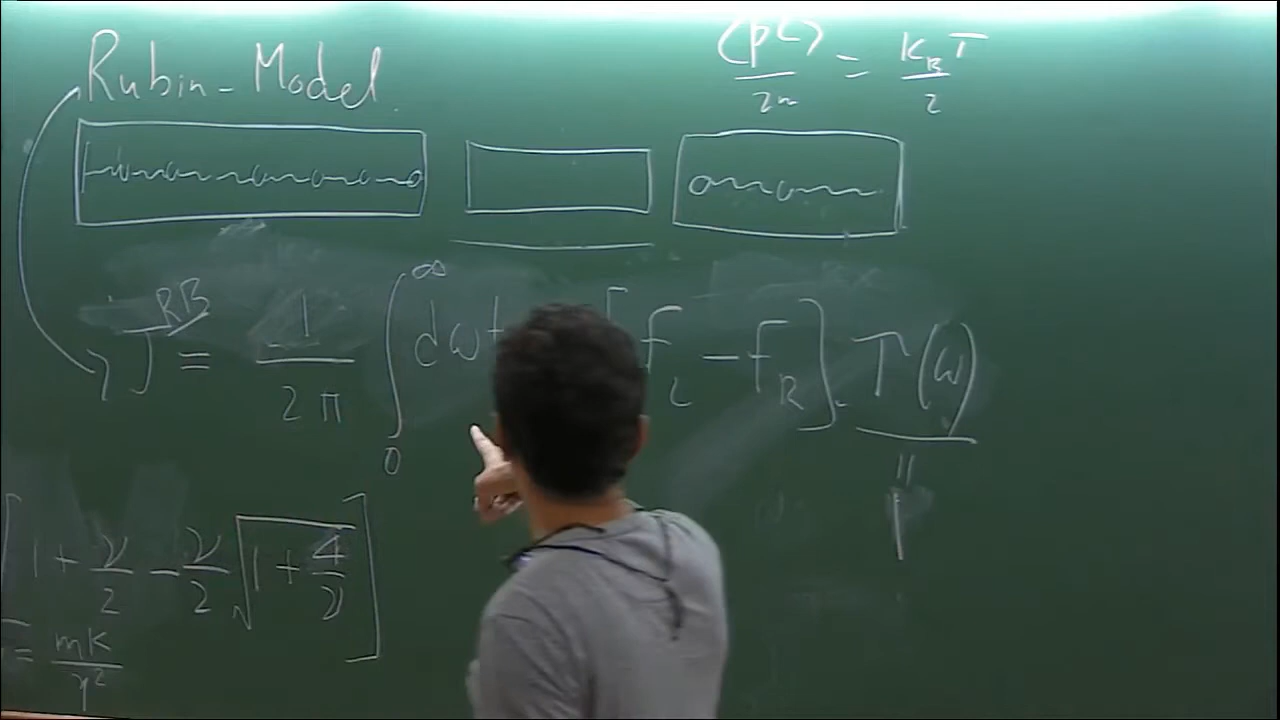 Rubin-Model.
⟨p²⟩/2m = K_B T/2
J^RB = 1/2π ∫₀^∞ dω [f_L - f_R] T(ω)
"
1
[1 + ν/2 - ν/2 √(1 + 4/ν)]
= mK/γ²